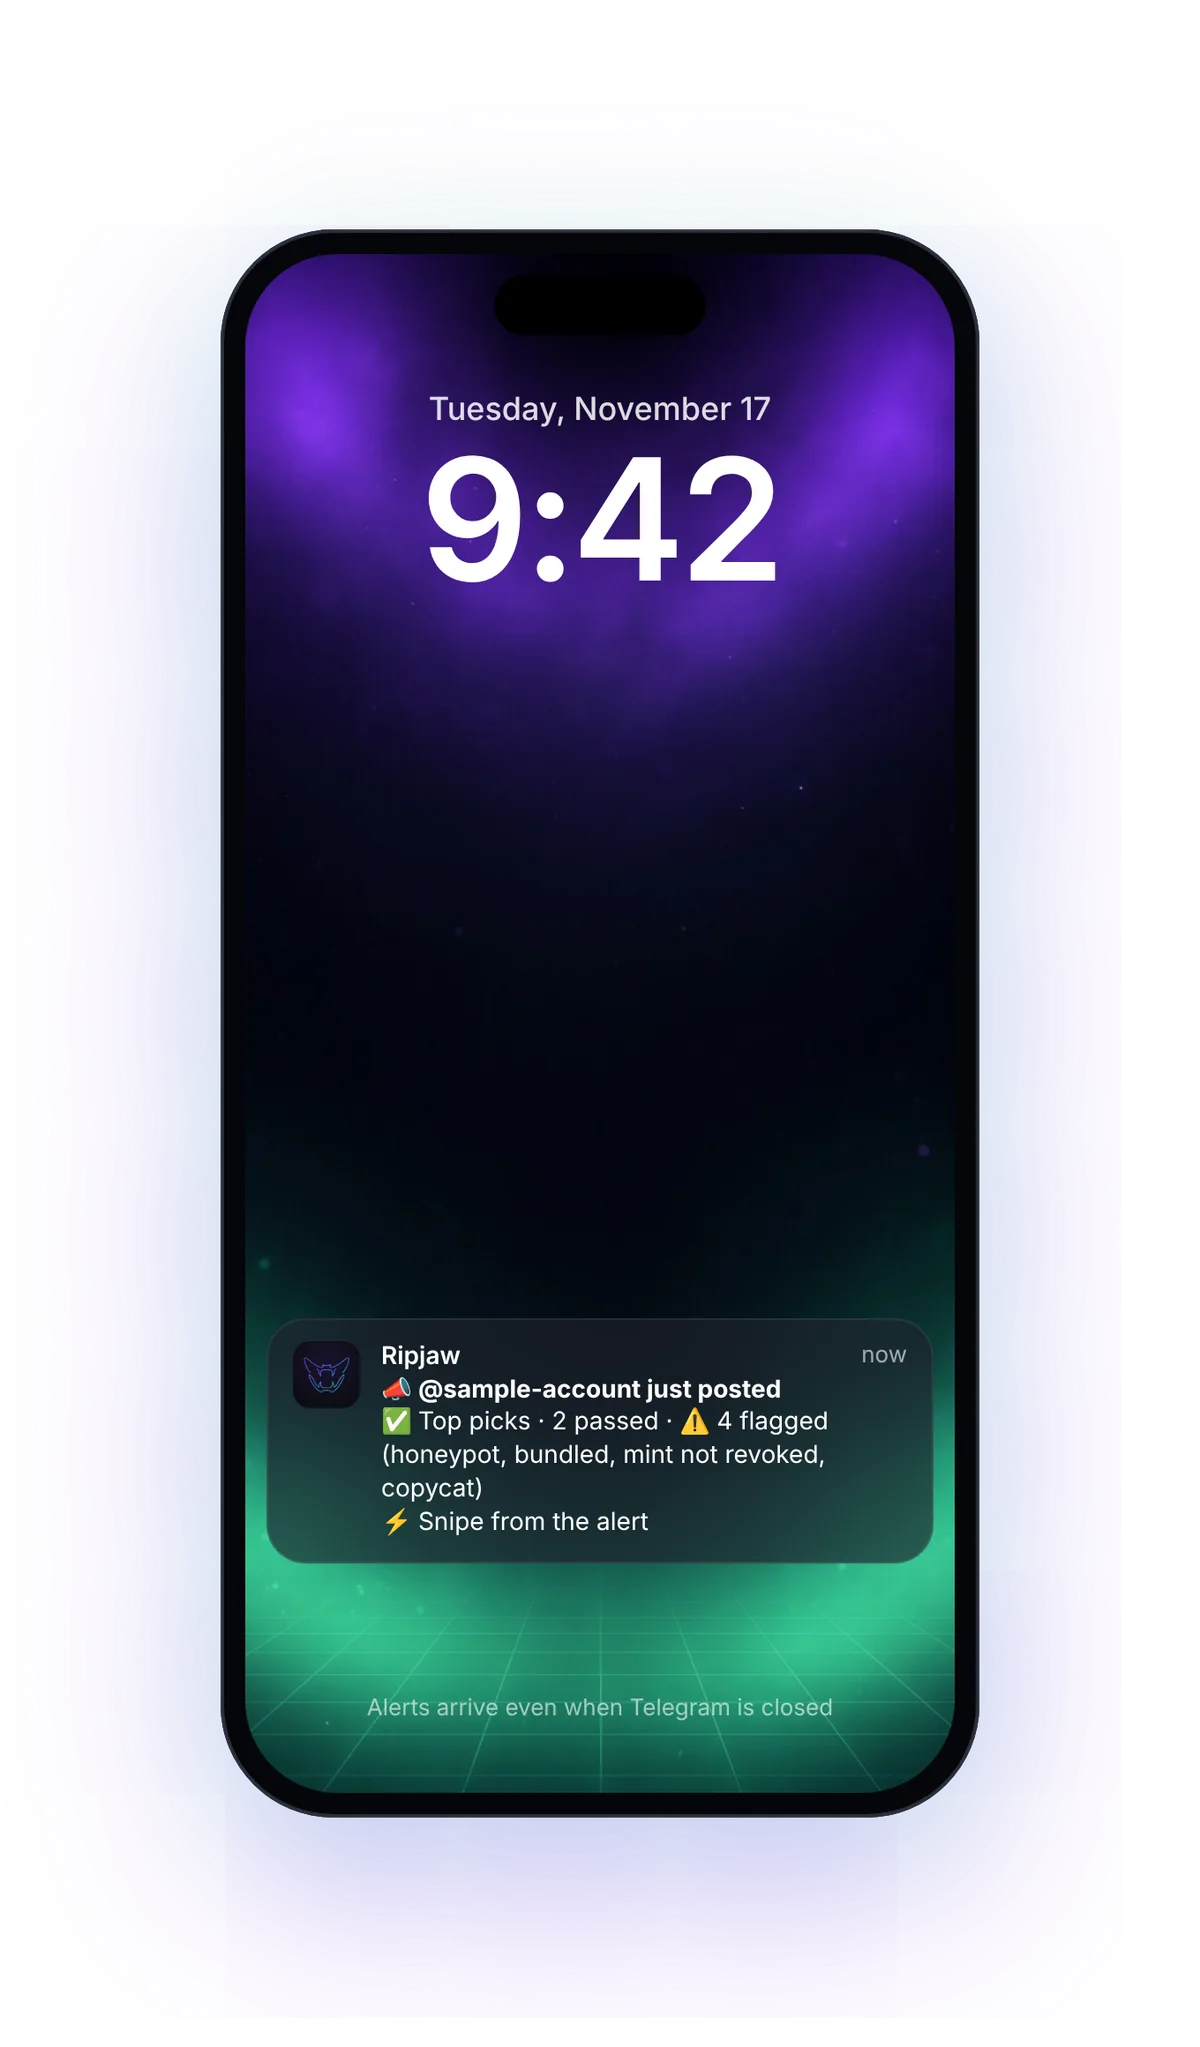 Tuesday, November 17
9:42
Ripjaw
now
📣 @sample-account just posted
✅ Top picks · 2 passed · ⚠️ 4 flagged
(honeypot, bundled, mint not revoked,
copycat)
⚡ Snipe from the alert
Alerts arrive even when Telegram is closed